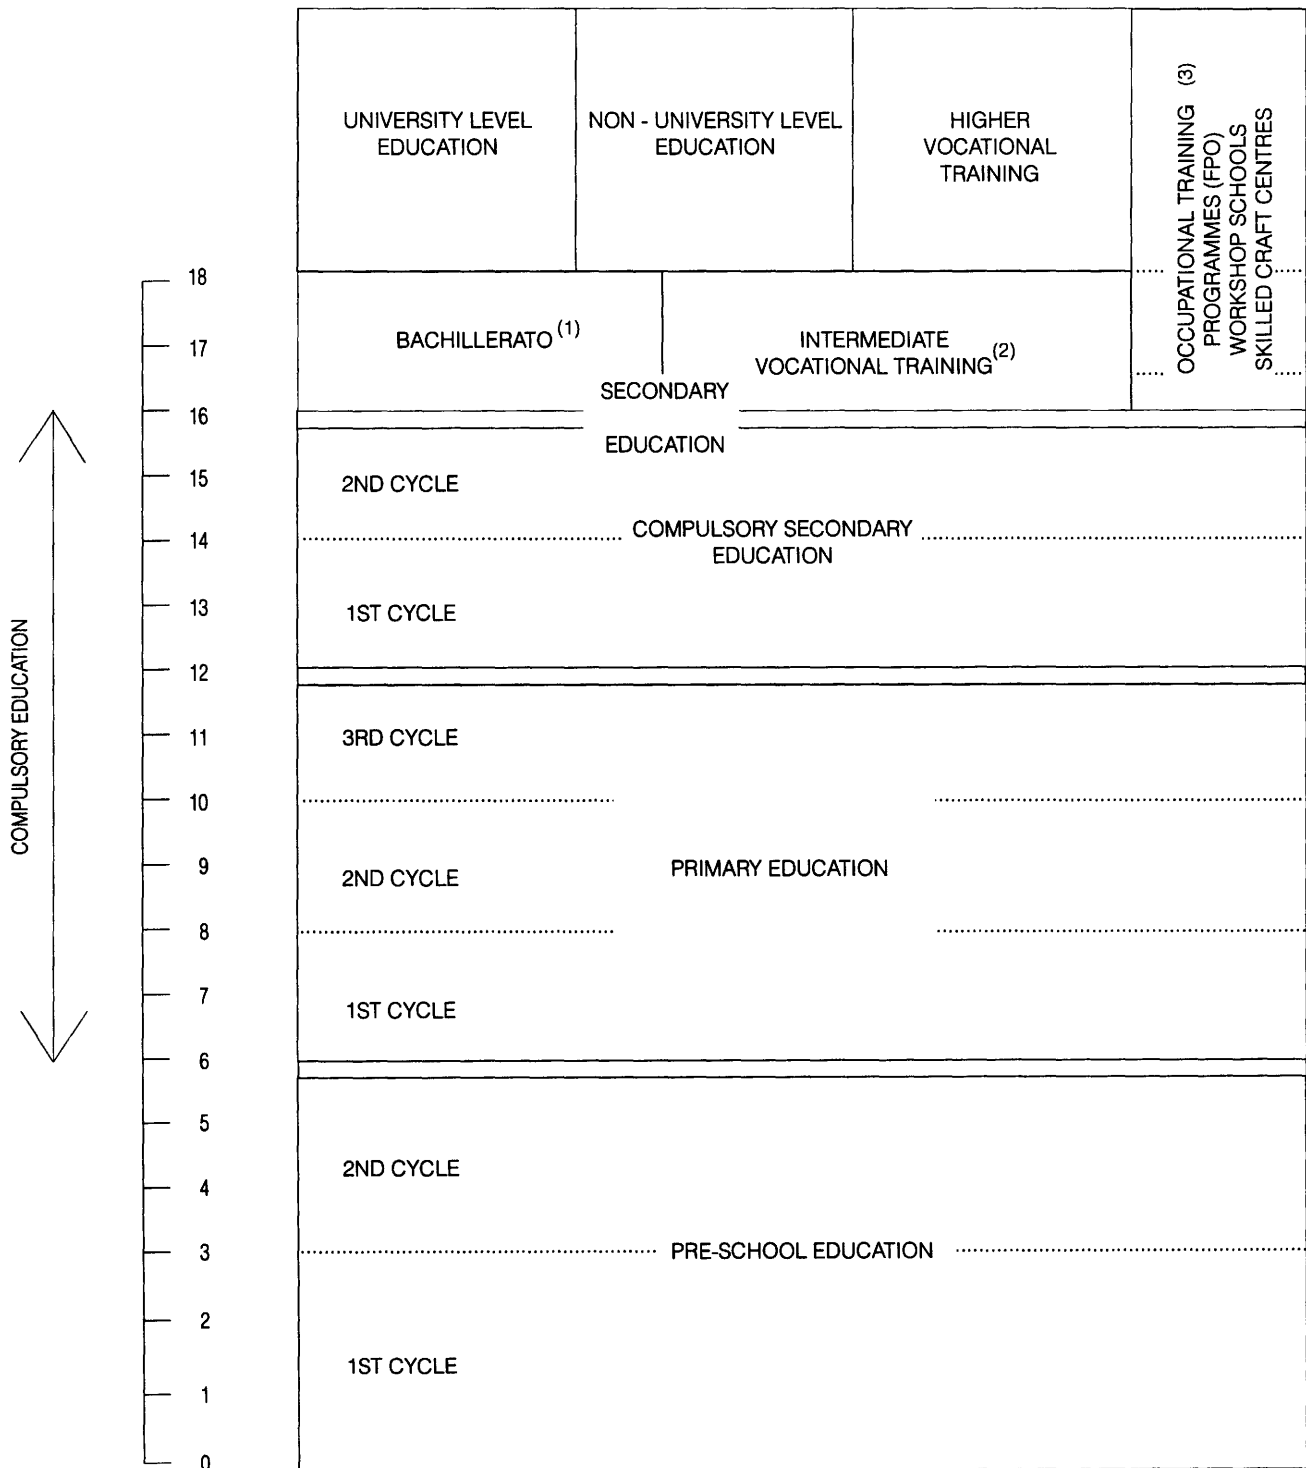 UNIVERSITY LEVEL
EDUCATION
NON - UNIVERSITY LEVEL
EDUCATION
HIGHER
VOCATIONAL
TRAINING
OCCUPATIONAL TRAINING (3)
PROGRAMMES (FPO)
WORKSHOP SCHOOLS
SKILLED CRAFT CENTRES
18
BACHILLERATO (1)
INTERMEDIATE
VOCATIONAL TRAINING (2)
17
SECONDARY
16
EDUCATION
15
2ND CYCLE
14
COMPULSORY SECONDARY
EDUCATION
13
1ST CYCLE
12
COMPULSORY EDUCATION
11
3RD CYCLE
10
9
2ND CYCLE
PRIMARY EDUCATION
8
7
1ST CYCLE
6
5
2ND CYCLE
4
3
PRE-SCHOOL EDUCATION
2
1ST CYCLE
1
0